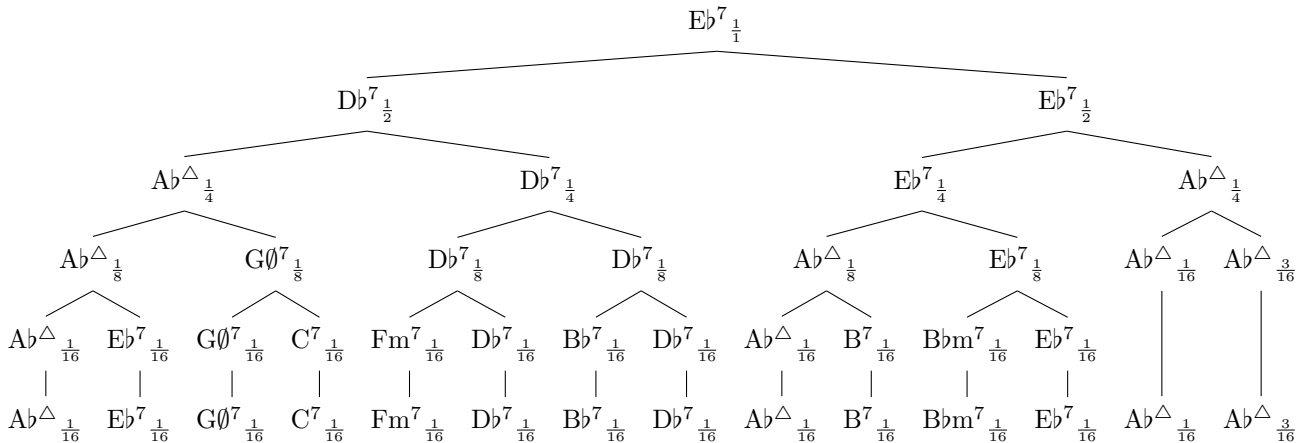 E♭⁷ 1/1
D♭⁷ 1/2 E♭⁷ 1/2
A♭△ 1/4 D♭⁷ 1/4 E♭⁷ 1/4 A♭△ 1/4
A♭△ 1/8 G∅⁷ 1/8 D♭⁷ 1/8 D♭⁷ 1/8 A♭△ 1/8 E♭⁷ 1/8 A♭△ 1/16 A♭△ 3/16
A♭△ 1/16 E♭⁷ 1/16 G∅⁷ 1/16 C⁷ 1/16 Fm⁷ 1/16 D♭⁷ 1/16 B♭⁷ 1/16 D♭⁷ 1/16 A♭△ 1/16 B⁷ 1/16 B♭m⁷ 1/16 E♭⁷ 1/16
A♭△ 1/16 E♭⁷ 1/16 G∅⁷ 1/16 C⁷ 1/16 Fm⁷ 1/16 D♭⁷ 1/16 B♭⁷ 1/16 D♭⁷ 1/16 A♭△ 1/16 B⁷ 1/16 B♭m⁷ 1/16 E♭⁷ 1/16 A♭△ 1/16 A♭△ 3/16